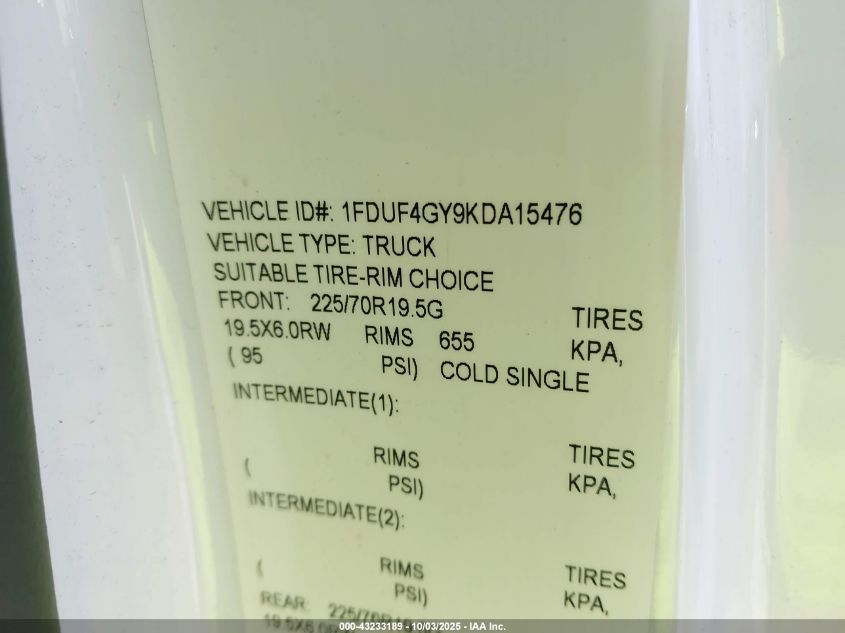 VEHICLE ID#: 1FDUF4GY9KDA15476
VEHICLE TYPE: TRUCK
SUITABLE TIRE-RIM CHOICE
FRONT: 225/70R19.5G TIRES
19.5X6.0RW RIMS 655 KPA,
( 95 PSI) COLD SINGLE
INTERMEDIATE(1):
RIMS TIRES
( PSI) KPA,
INTERMEDIATE(2):
RIMS TIRES
( PSI) KPA,
REAR:
000-43233189 - 10/03/2025 - IAA Inc.